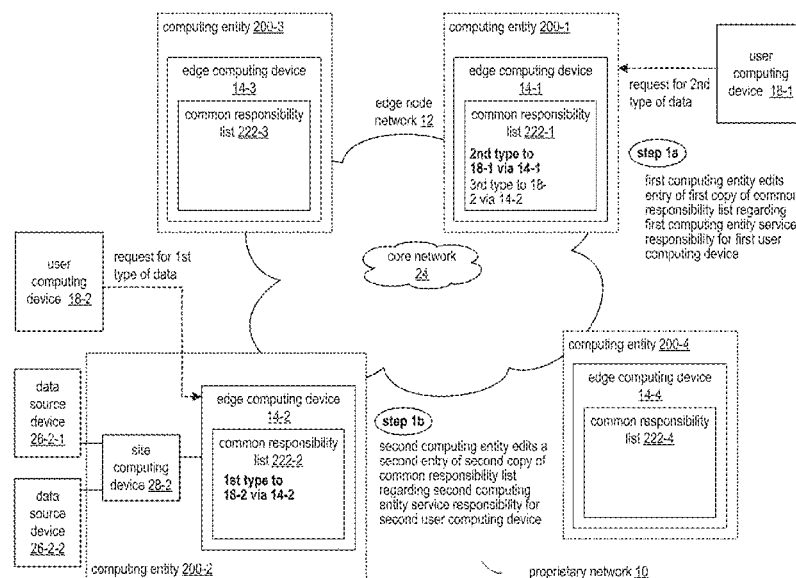 computing entity 200-3
edge computing device
14-3
common responsibility
list 222-3
edge node
network 12
computing entity 200-1
edge computing device
14-1
common responsibility
list 222-1
2nd type to
18-1 via 14-1
3rd type to 18-
2 via 14-2
request for 2nd
type of data
user
computing
device 18-1
step 1a
first computing entity edits
entry of first copy of common
responsibility list regarding
first computing entity service
responsibility for first user
computing device
core network
24
user
computing
device 18-2
request for 1st
type of data
data
source
device
26-2-1
data
source
device
26-2-2
site
computing
device 28-2
edge computing device
14-2
common responsibility
list 222-2
1st type to
18-2 via 14-2
computing entity 200-2
step 1b
second computing entity edits a
second entry of second copy of
common responsibility list
regarding second computing
entity service responsibility for
second user computing device
computing entity 200-4
edge computing device
14-4
common responsibility
list 222-4
proprietary network 10